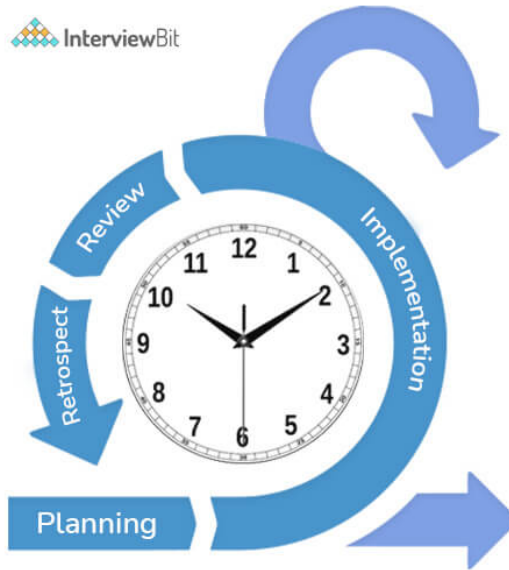 InterviewBit
Review
Implementation
Retrospect
Planning
12
1
2
3
4
5
6
7
8
9
10
11